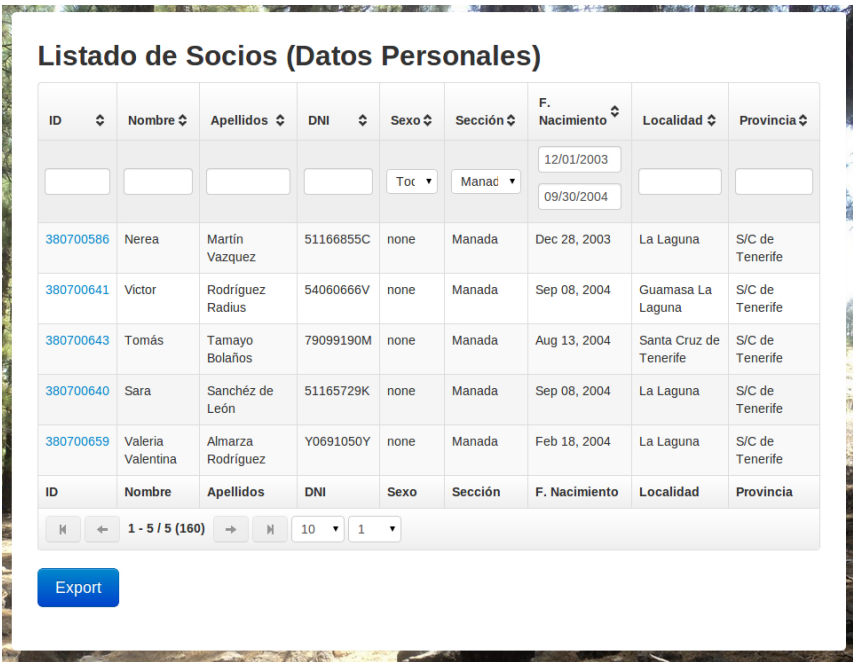 Listado de Socios (Datos Personales)
F.
ID Nombre Apellidos DNI Sexo Sección Nacimiento Localidad Provincia
12/01/2003
Toc Manad
09/30/2004
380700586 Nerea Martín 51166855C none Manada Dec 28, 2003 La Laguna S/C de
Vazquez Tenerife
380700641 Victor Rodríguez 54060666V none Manada Sep 08, 2004 Guamasa La S/C de
Radius Laguna Tenerife
380700643 Tomás Tamayo 79099190M none Manada Aug 13, 2004 Santa Cruz de S/C de
Bolaños Tenerife Tenerife
380700640 Sara Sanchéz de 51165729K none Manada Sep 08, 2004 La Laguna S/C de
León Tenerife
380700659 Valeria Almarza Y0691050Y none Manada Feb 18, 2004 La Laguna S/C de
Valentina Rodríguez Tenerife
ID Nombre Apellidos DNI Sexo Sección F. Nacimiento Localidad Provincia
1 - 5 / 5 (160) 10 1
Export